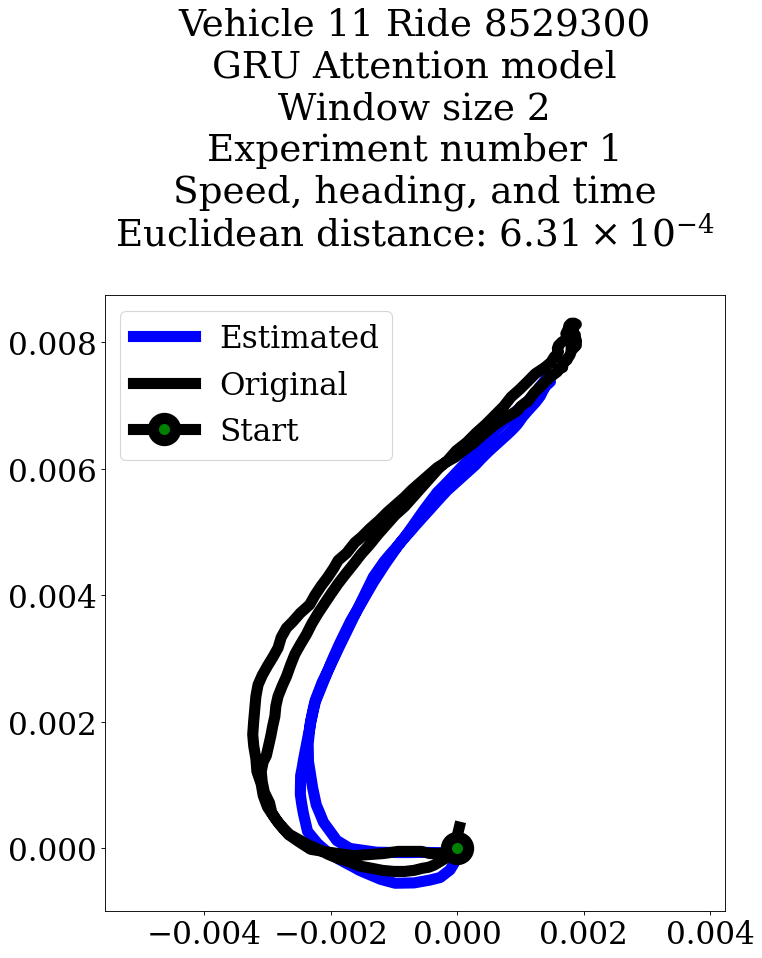 Vehicle 11 Ride 8529300
GRU Attention model
Window size 2
Experiment number 1
Speed, heading, and time
Euclidean distance: 6.31 × 10⁻⁴
Estimated
Original
Start
0.008
0.006
0.004
0.002
0.000
−0.004 −0.002 0.000 0.002 0.004